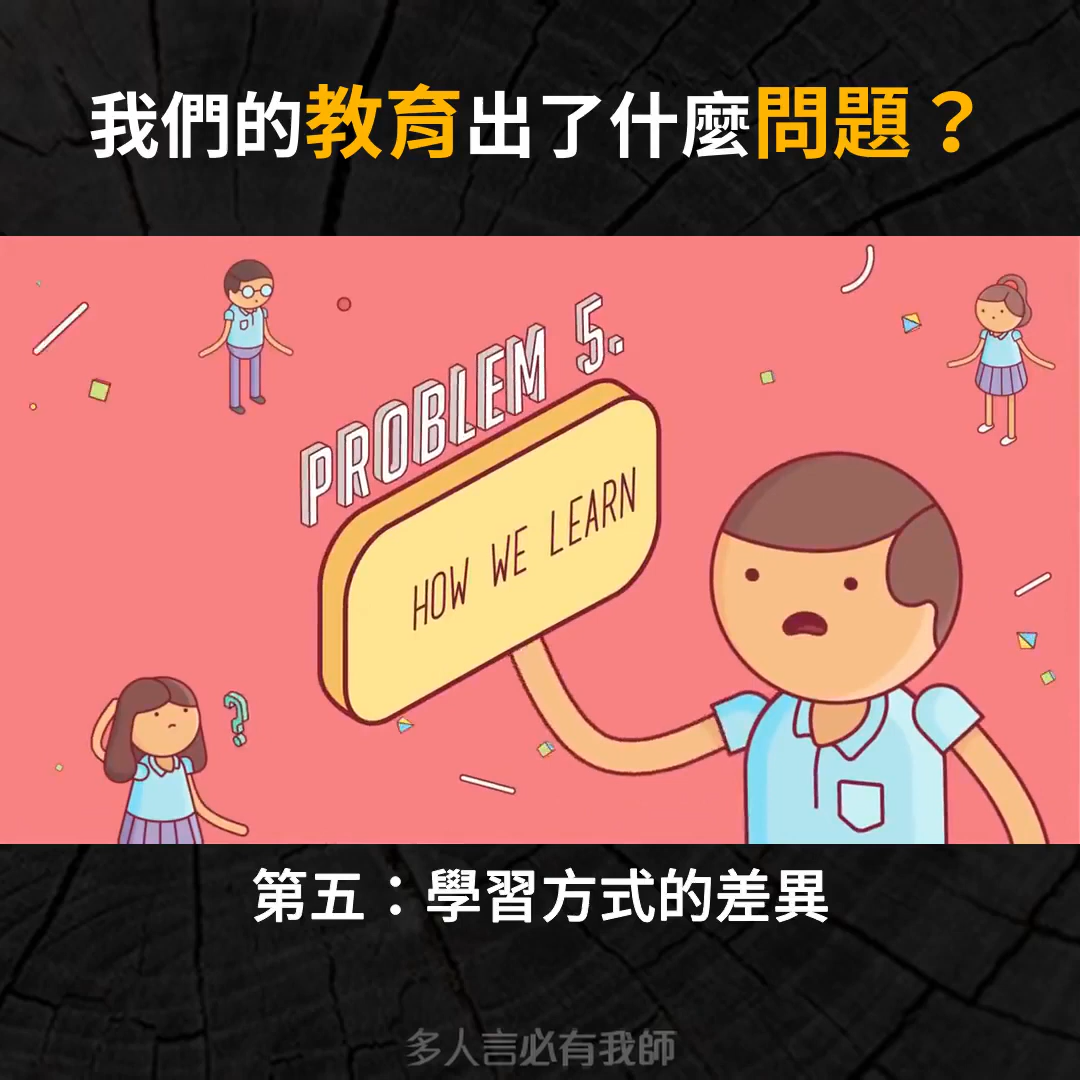 我們的教育出了什麼問題？
PROBLEM 5.
HOW WE LEARN
?
第五：學習方式的差異
多人言必有我師